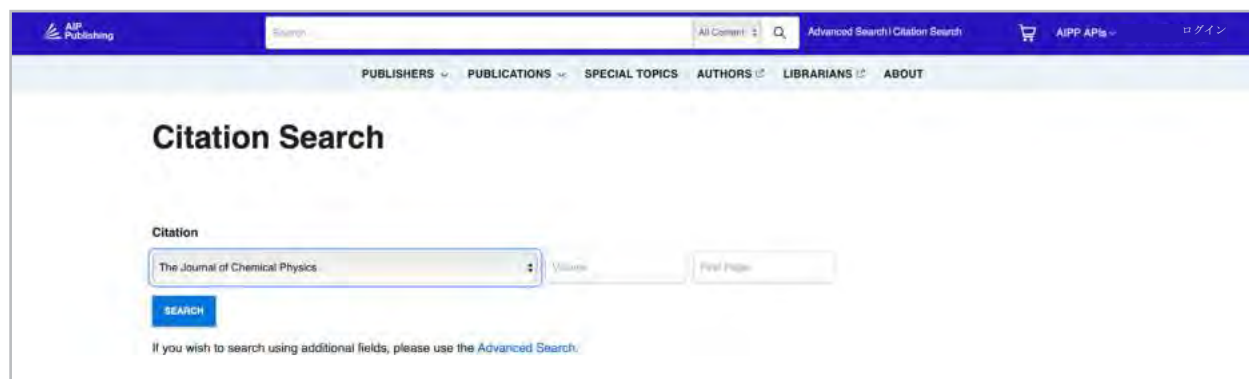 AIP
Publishing
Search...
All Content
Advanced Search | Citation Search
AIPP APIs
ログイン
PUBLISHERS PUBLICATIONS SPECIAL TOPICS AUTHORS LIBRARIANS ABOUT
Citation Search
Citation
The Journal of Chemical Physics
Volume
First Page
SEARCH
If you wish to search using additional fields, please use the Advanced Search.